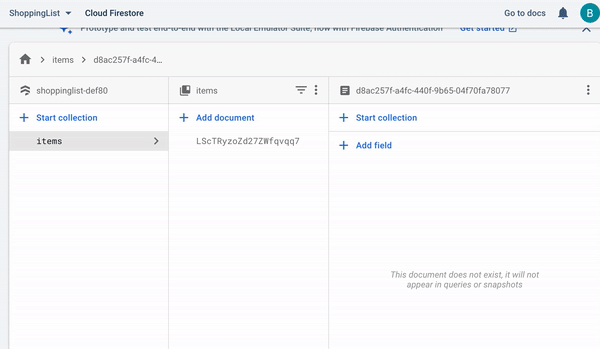 ShoppingList Cloud Firestore Go to docs B
Prototype and test end-to-end with the Local Emulator Suite, now with Firebase Authentication Get started
items d8ac257f-a4fc-4...
shoppinglist-def80 items d8ac257f-a4fc-440f-9b65-04f70fa78077
Start collection Add document Start collection
items LScTRyzoZd27ZWfqvqq7
Add field
This document does not exist, it will not
appear in queries or snapshots